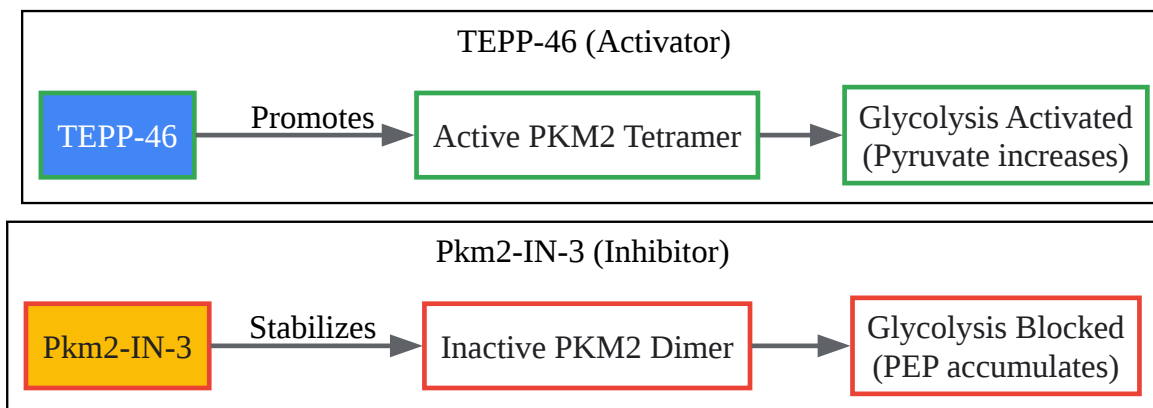 TEPP-46 (Activator)
TEPP-46
Promotes
Active PKM2 Tetramer
Glycolysis Activated
(Pyruvate increases)
Pkm2-IN-3 (Inhibitor)
Pkm2-IN-3
Stabilizes
Inactive PKM2 Dimer
Glycolysis Blocked
(PEP accumulates)